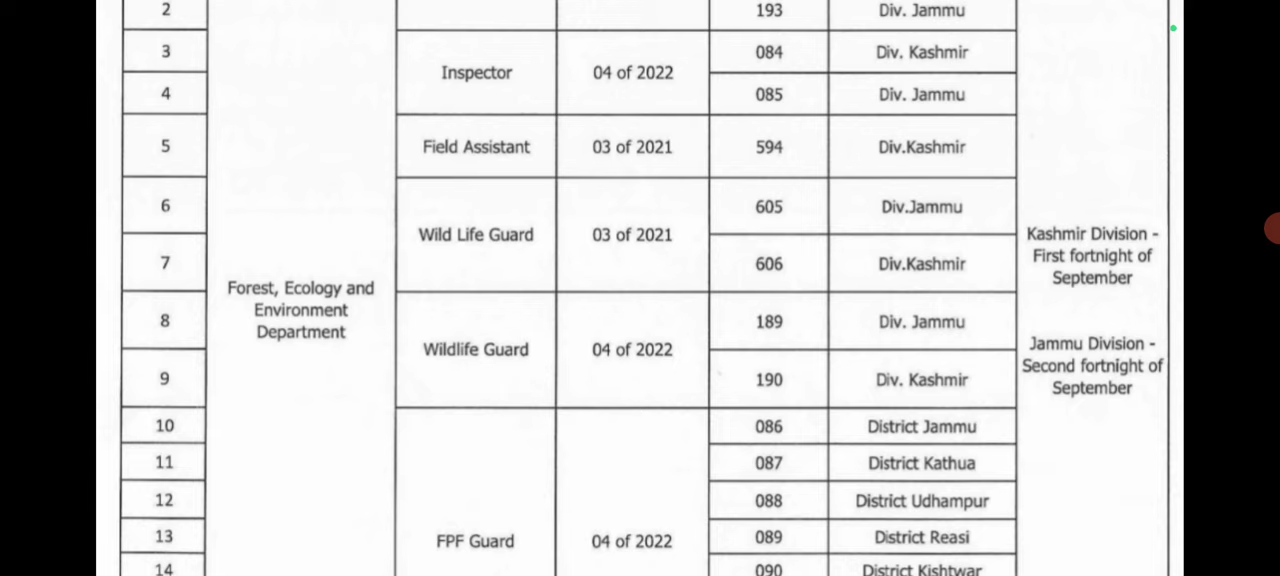 2 193 Div. Jammu
3 Inspector 04 of 2022 084 Div. Kashmir
4 085 Div. Jammu
5 Field Assistant 03 of 2021 594 Div.Kashmir
6 Wild Life Guard 03 of 2021 605 Div.Jammu
7 606 Div.Kashmir
Forest, Ecology and
Environment
Department
8 Wildlife Guard 04 of 2022 189 Div. Jammu
9 190 Div. Kashmir
Kashmir Division -
First fortnight of
September
Jammu Division -
Second fortnight of
September
10 086 District Jammu
11 087 District Kathua
12 088 District Udhampur
13 FPF Guard 04 of 2022 089 District Reasi
14 090 District Kishtwar